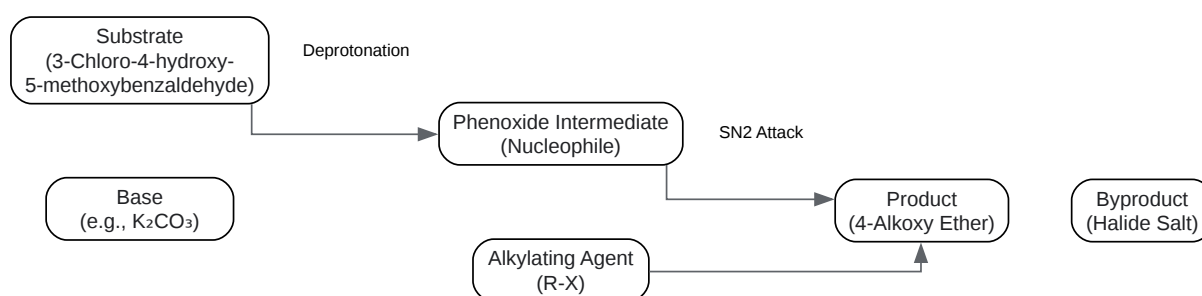 Substrate
(3-Chloro-4-hydroxy-
5-methoxybenzaldehyde)
Deprotonation
Phenoxide Intermediate
(Nucleophile)
SN2 Attack
Base
(e.g., K₂CO₃)
Product
(4-Alkoxy Ether)
Byproduct
(Halide Salt)
Alkylating Agent
(R-X)